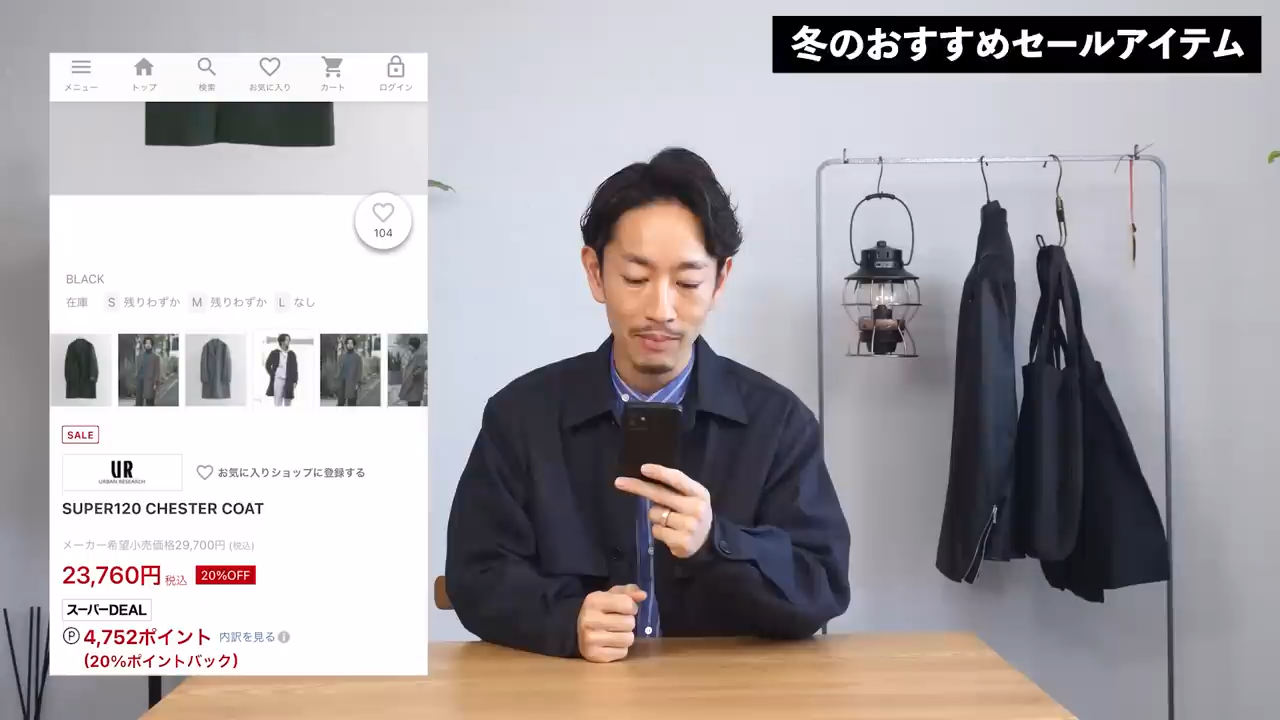 冬のおすすめセールアイテム
メニュー トップ 検索 お気に入り カート ログイン
104
BLACK
在庫 S 残りわずか M 残りわずか L なし
SALE
UR
URBAN RESEARCH
お気に入りショップに登録する
SUPER120 CHESTER COAT
メーカー希望小売価格29,700円 (税込)
23,760円 税込 20%OFF
スーパーDEAL
P 4,752ポイント 内訳を見る i
(20%ポイントバック)